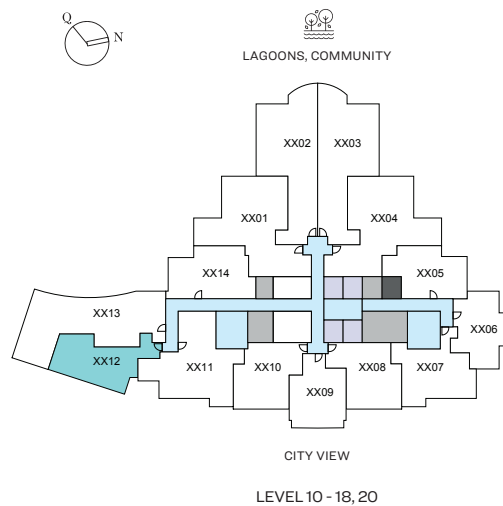 Q
N
LAGOONS, COMMUNITY
XX02 XX03
XX01 XX04
XX14 XX05
XX13
XX06
XX12
XX11 XX10 XX08 XX07
XX09
CITY VIEW
LEVEL 10 - 18, 20